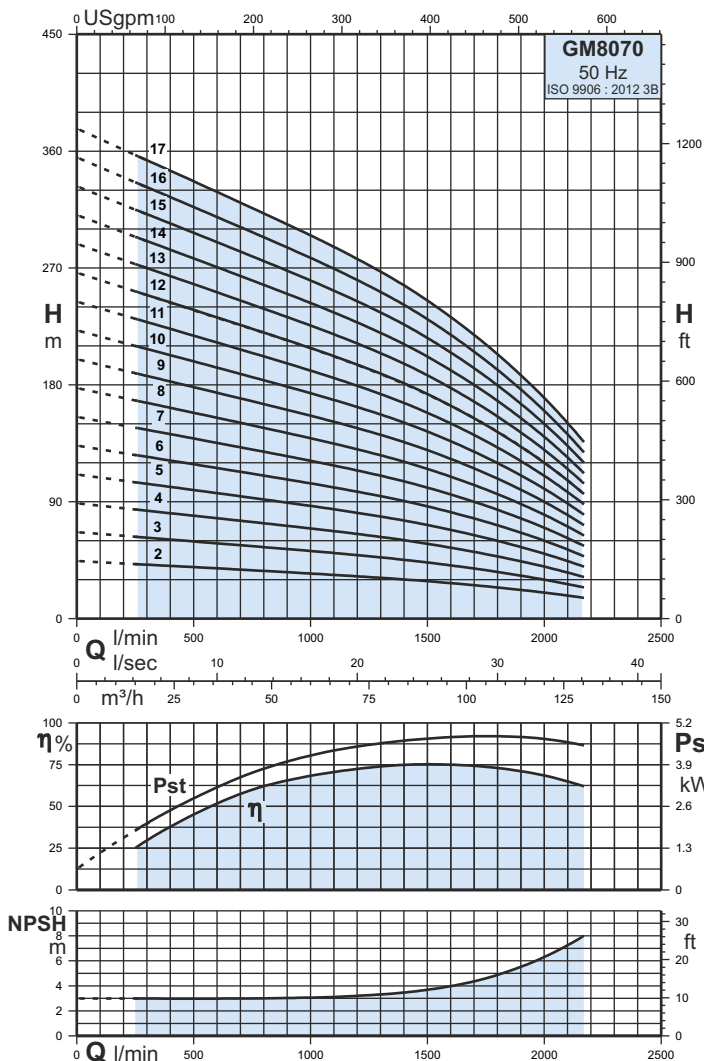 0 USgpm 100 200 300 400 500 600
450
GM8070
50 Hz
ISO 9906 : 2012 3B
360
1200
17
16
15
14
270
900
13
12
H
m
H
ft
11
10
9
180
600
8
7
6
5
90
300
4
3
2
0
0
Q l/min 500 1000 1500 2000 2500
l/sec
0 10 20 30 40
m³/h
0 25 50 75 100 125 150
100
5.2
η%
Ps
75
3.9
kW
Pst
50
2.6
η
25
1.3
0
0
10
NPSH
m
8
6
4
2
0
30
ft
20
10
0
Q l/min 500 1000 1500 2000 2500